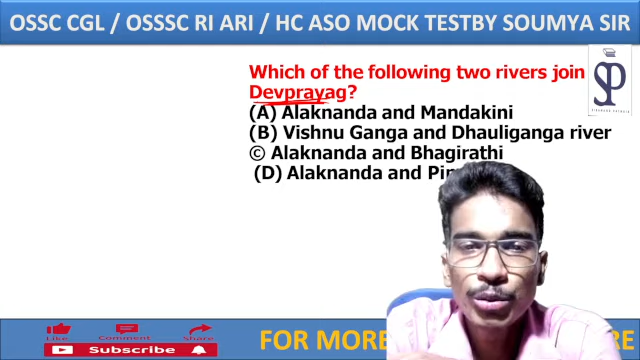 OSSC CGL / OSSSC RI ARI / HC ASO MOCK TESTBY SOUMYA SIR
Which of the following two rivers join
Devprayag?
(A) Alaknanda and Mandakini
(B) Vishnu Ganga and Dhauliganga river
© Alaknanda and Bhagirathi
(D) Alaknanda and
SP
Like
Comment
Share
Subscribe
FOR MORE